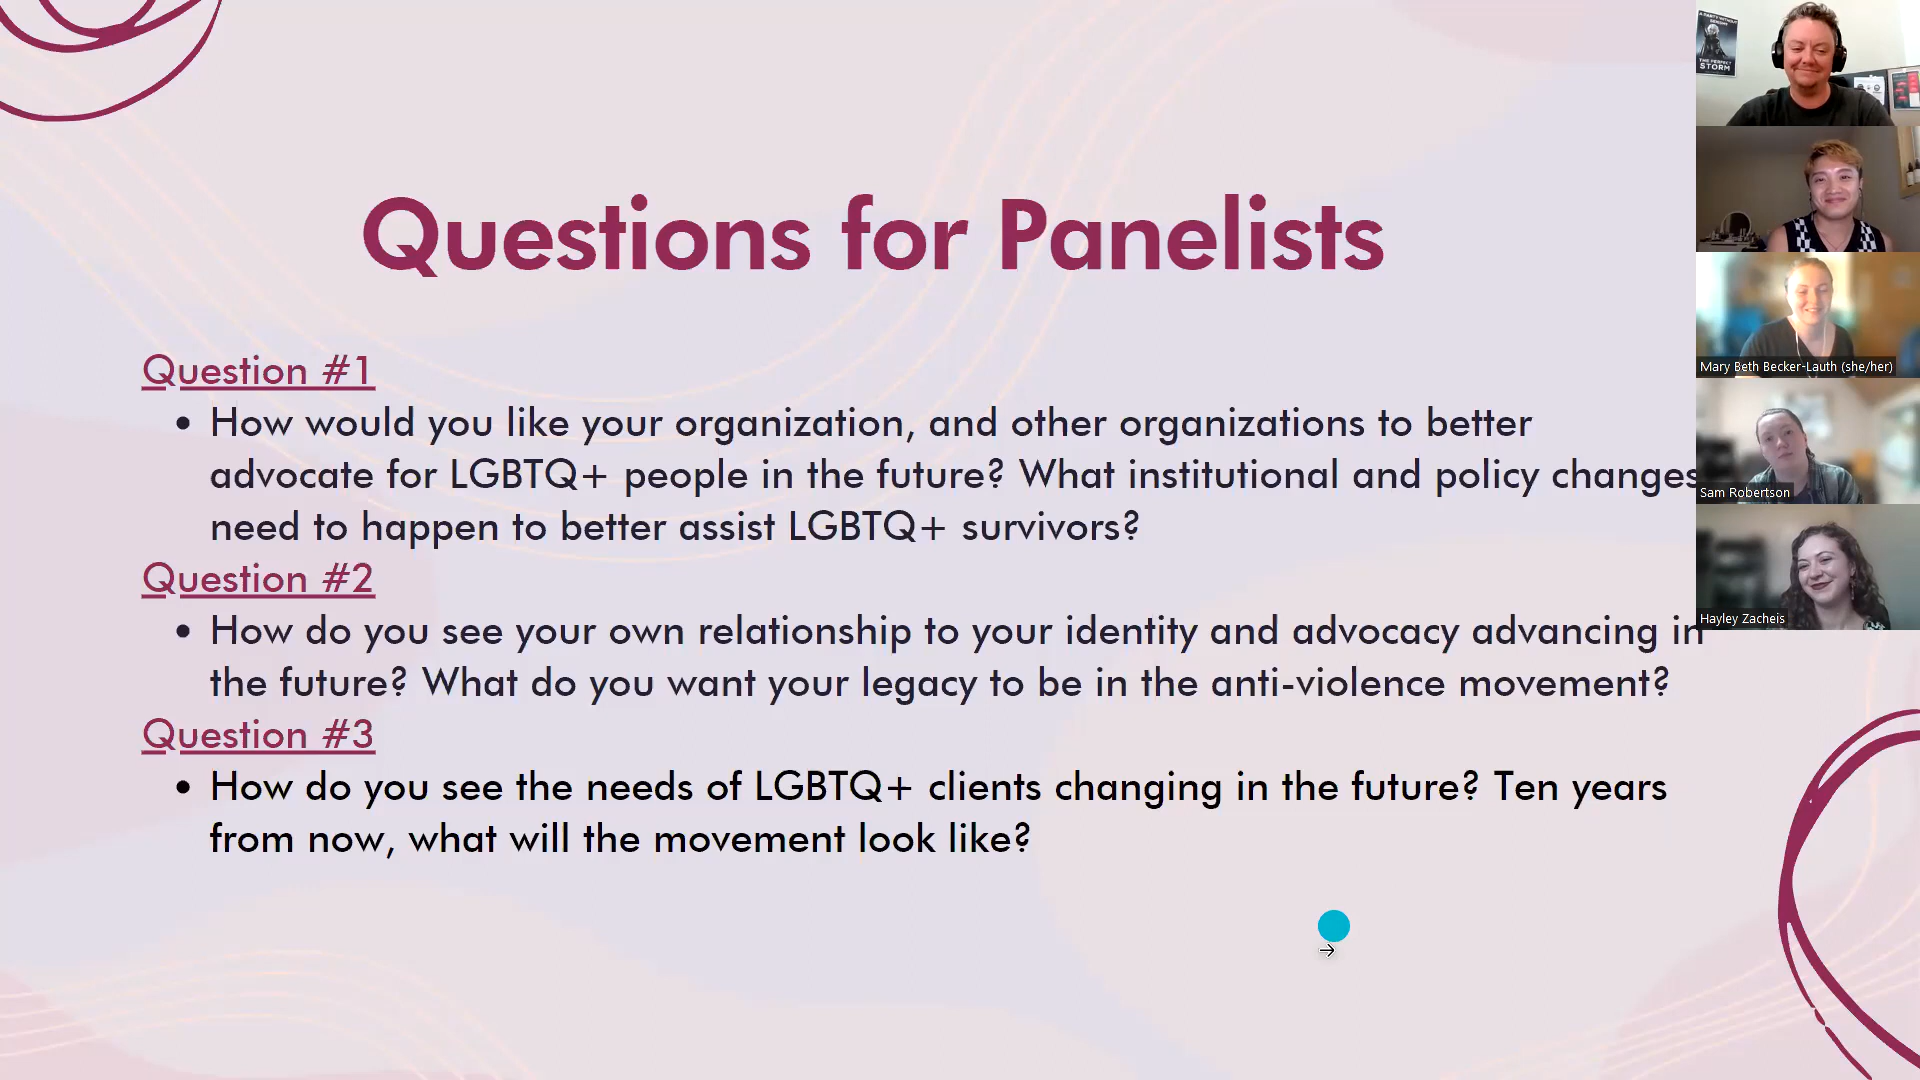 Questions for Panelists
Question #1
• How would you like your organization, and other organizations to better
advocate for LGBTQ+ people in the future? What institutional and policy changes
need to happen to better assist LGBTQ+ survivors?
Question #2
• How do you see your own relationship to your identity and advocacy advancing in
the future? What do you want your legacy to be in the anti-violence movement?
Question #3
• How do you see the needs of LGBTQ+ clients changing in the future? Ten years
from now, what will the movement look like?
THE PERFECT
STORM
Mary Beth Becker-Lauth (she/her)
Sam Robertson
Hayley Zacheis